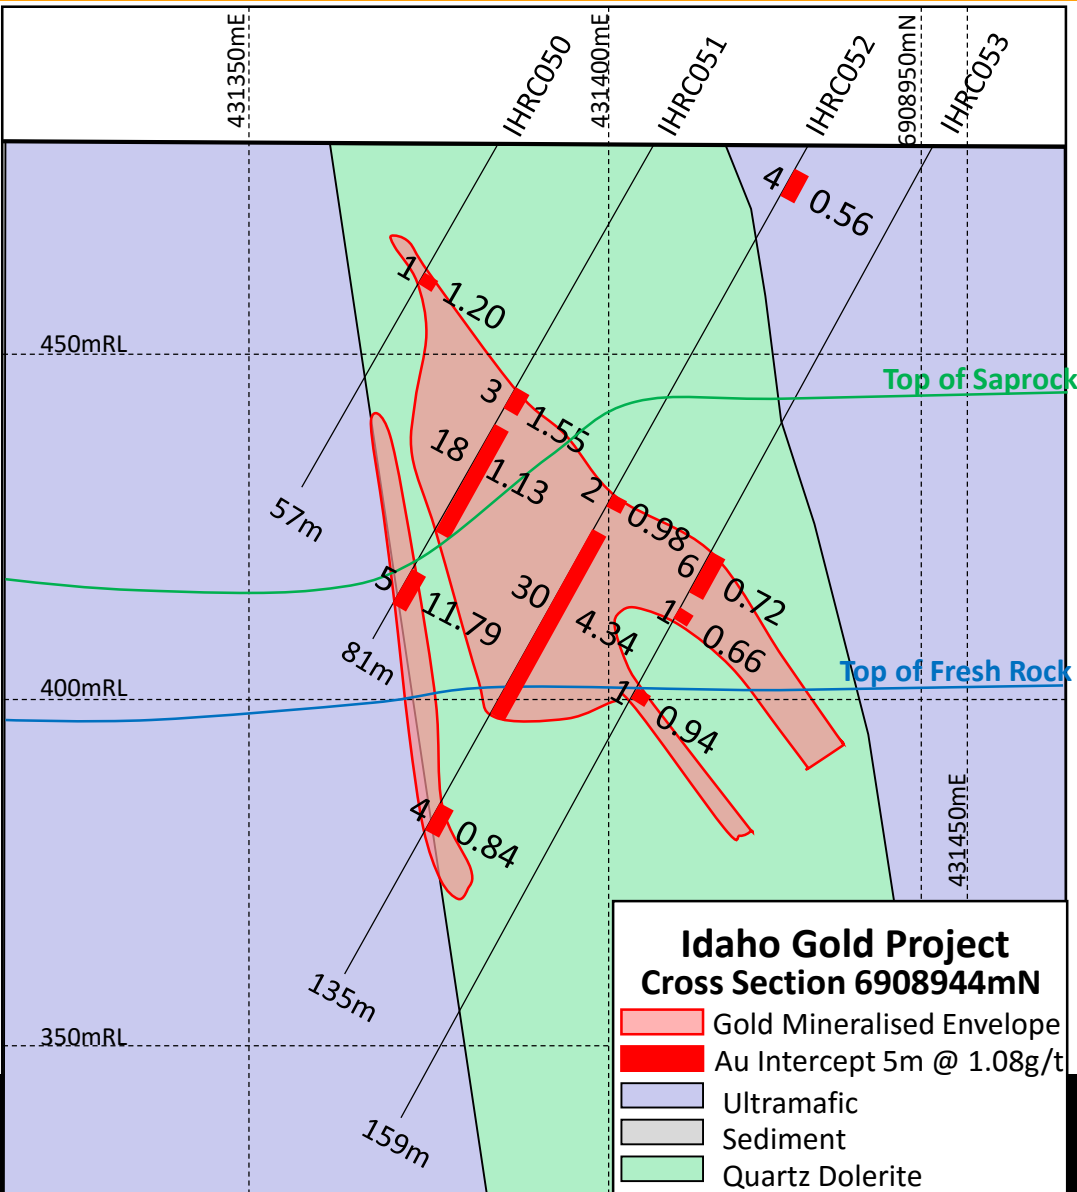 431350mE
IHRC050
431400mE
IHRC051
IHRC052
6908950mN
IHRC053
4 0.56
1 1.20
450mRL
Top of Saprock
3 1.55
18 1.13
2 0.98
57m
6 0.72
5 11.79
30 4.34
1 0.66
81m
Top of Fresh Rock
400mRL
1 0.94
431450mE
4 0.84
135m
350mRL
159m
Idaho Gold Project
Cross Section 6908944mN
Gold Mineralised Envelope
Au Intercept 5m @ 1.08g/t
Ultramafic
Sediment
Quartz Dolerite